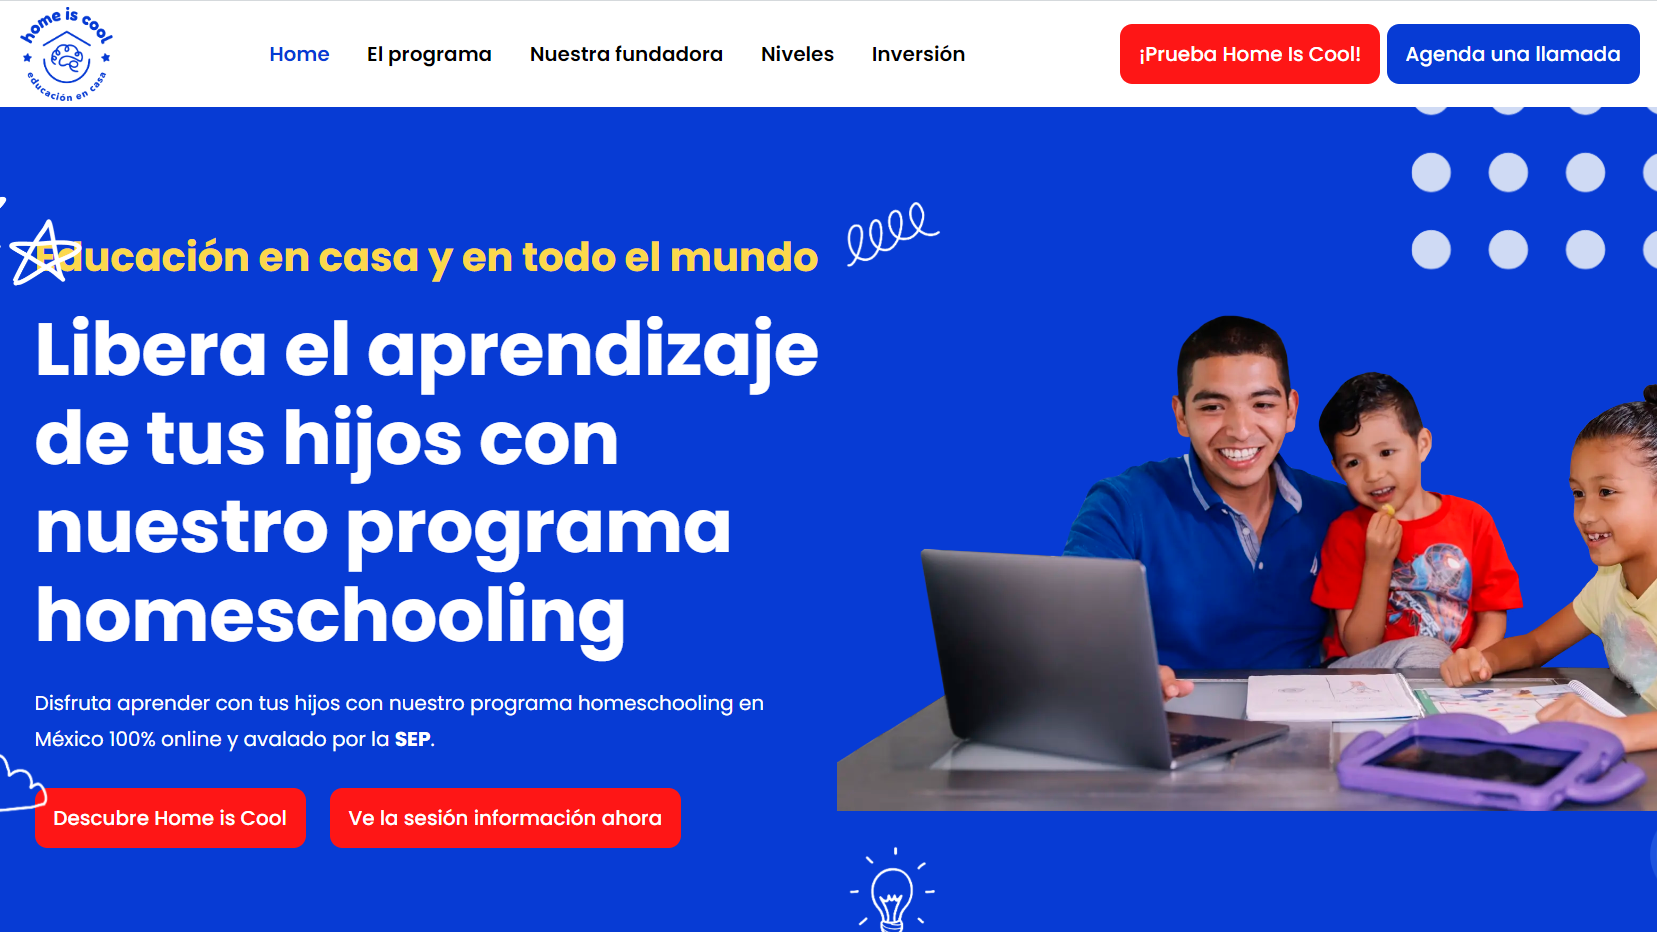 home is cool
educación en casa
Home
El programa
Nuestra fundadora
Niveles
Inversión
¡Prueba Home Is Cool!
Agenda una llamada
Educación en casa y en todo el mundo
Libera el aprendizaje
de tus hijos con
nuestro programa
homeschooling
Disfruta aprender con tus hijos con nuestro programa homeschooling en
México 100% online y avalado por la SEP.
Descubre Home is Cool
Ve la sesión información ahora